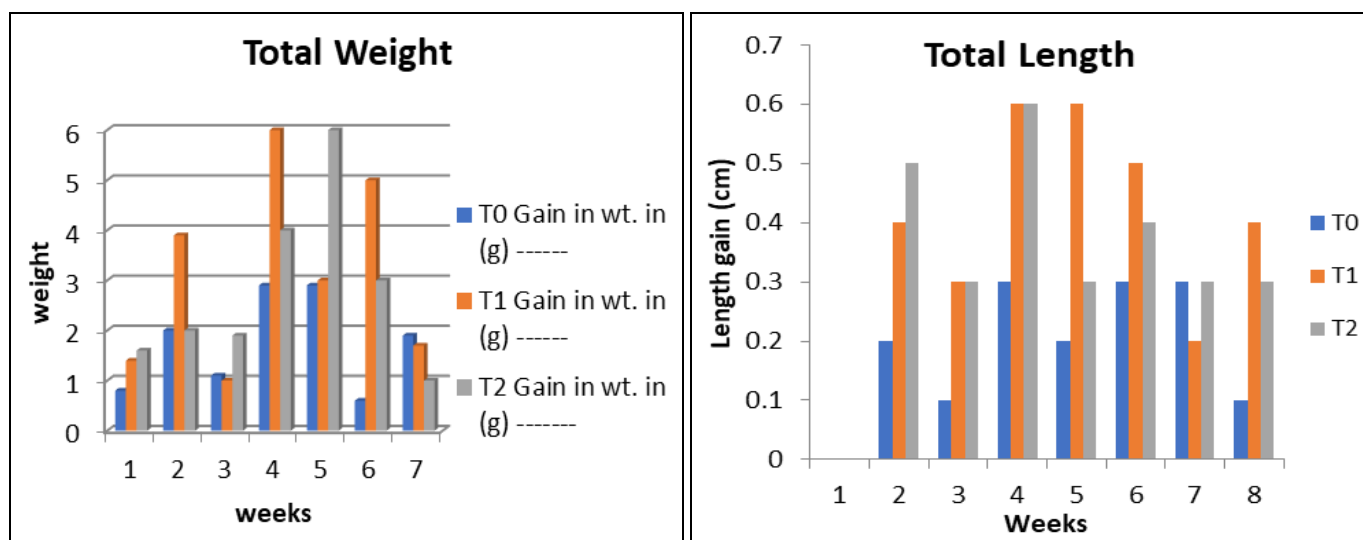 Total Weight
6
5
4
3
2
1
0
weight
1 2 3 4 5 6 7
weeks
T0 Gain in wt. in
(g) ------
T1 Gain in wt. in
(g) ------
T2 Gain in wt. in
(g) -------
Total Length
0.7
0.6
0.5
0.4
0.3
0.2
0.1
0
Length gain (cm)
1 2 3 4 5 6 7 8
Weeks
T0
T1
T2